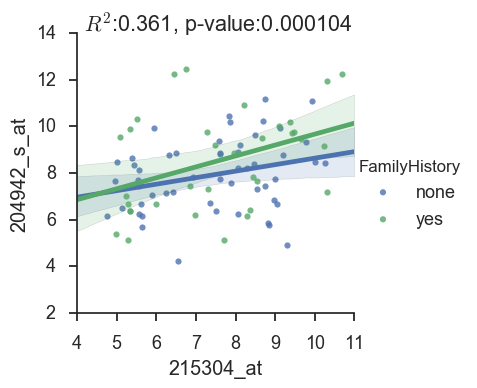 R²:0.361, p-value:0.000104
14
12
10
8
6
4
2
204942_s_at
4 5 6 7 8 9 10 11
215304_at
FamilyHistory
none
yes